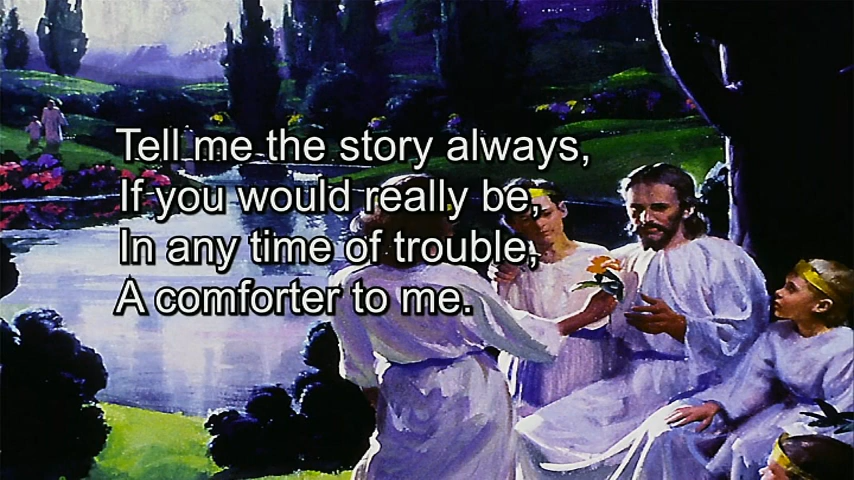 Tell me the story always,
If you would really be,
In any time of trouble,
A comforter to me.